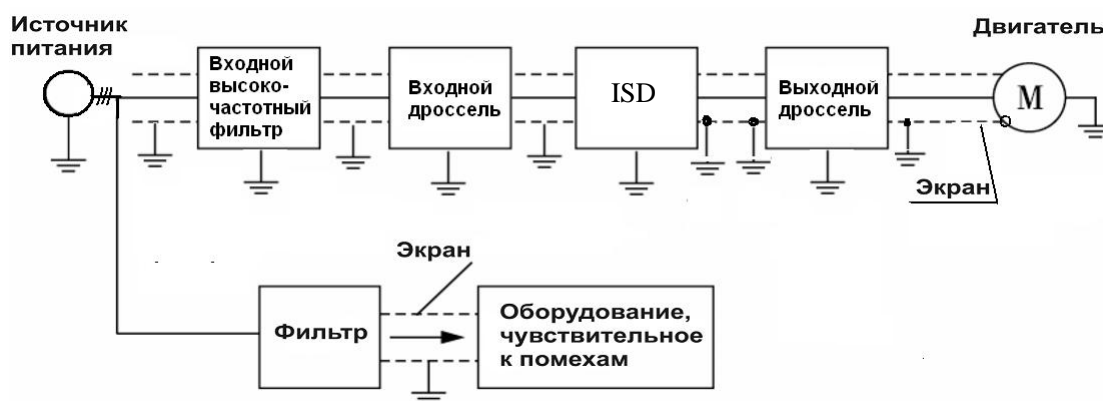 Источник
питания
Входной
высоко-
частотный
фильтр
Входной
дроссель
ISD
Выходной
дроссель
Двигатель
M
Экран
Экран
Фильтр
Оборудование,
чувствительное
к помехам